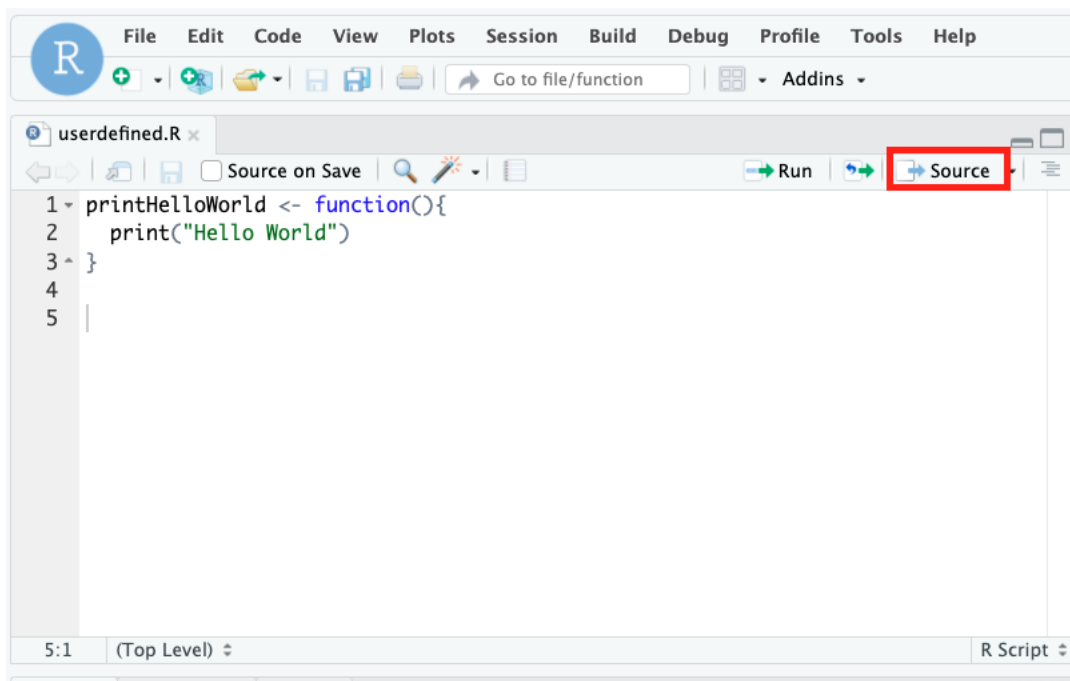 R File Edit Code View Plots Session Build Debug Profile Tools Help
R Go to file/function Addins
R userdefined.R ×
Source on Save Run Source
1 printHelloWorld <- function(){
2   print("Hello World")
3 }
4
5
5:1 (Top Level) R Script